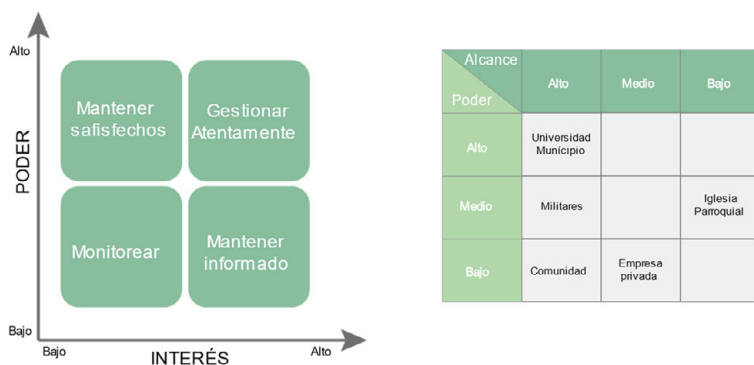 Alto
PODER
Mantener
safisfechos
Gestionar
Atentamente
Monitorear
Mantener
informado
Bajo
Bajo
INTERÉS
Alto
Alcance
Poder
Alto
Medio
Bajo
Alto
Universidad
Munícipio
Medio
Militares
Iglesia
Parroquial
Bajo
Comunidad
Empresa
privada